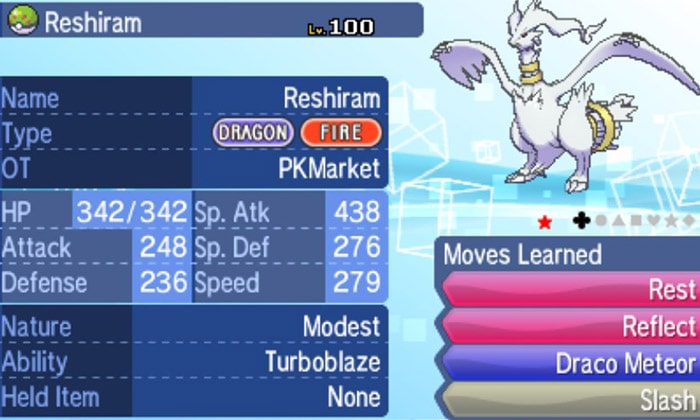 Reshiram Lv.100
Name Reshiram
Type DRAGON FIRE
OT PKMarket
HP 342/342 Sp. Atk 438
Attack 248 Sp. Def 276
Defense 236 Speed 279
Nature Modest
Ability Turboblaze
Held Item None
Moves Learned
Rest
Reflect
Draco Meteor
Slash